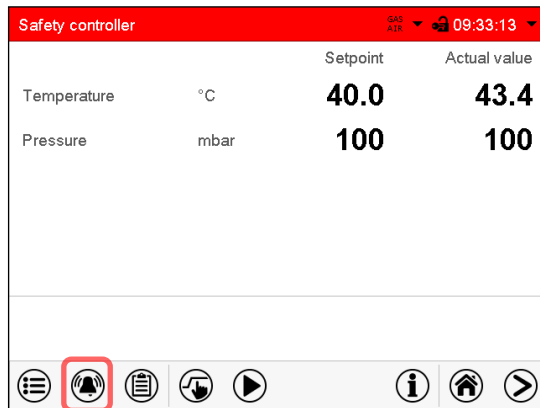 Safety controller GAS AIR 09:33:13
Setpoint Actual value
Temperature °C 40.0 43.4
Pressure mbar 100 100